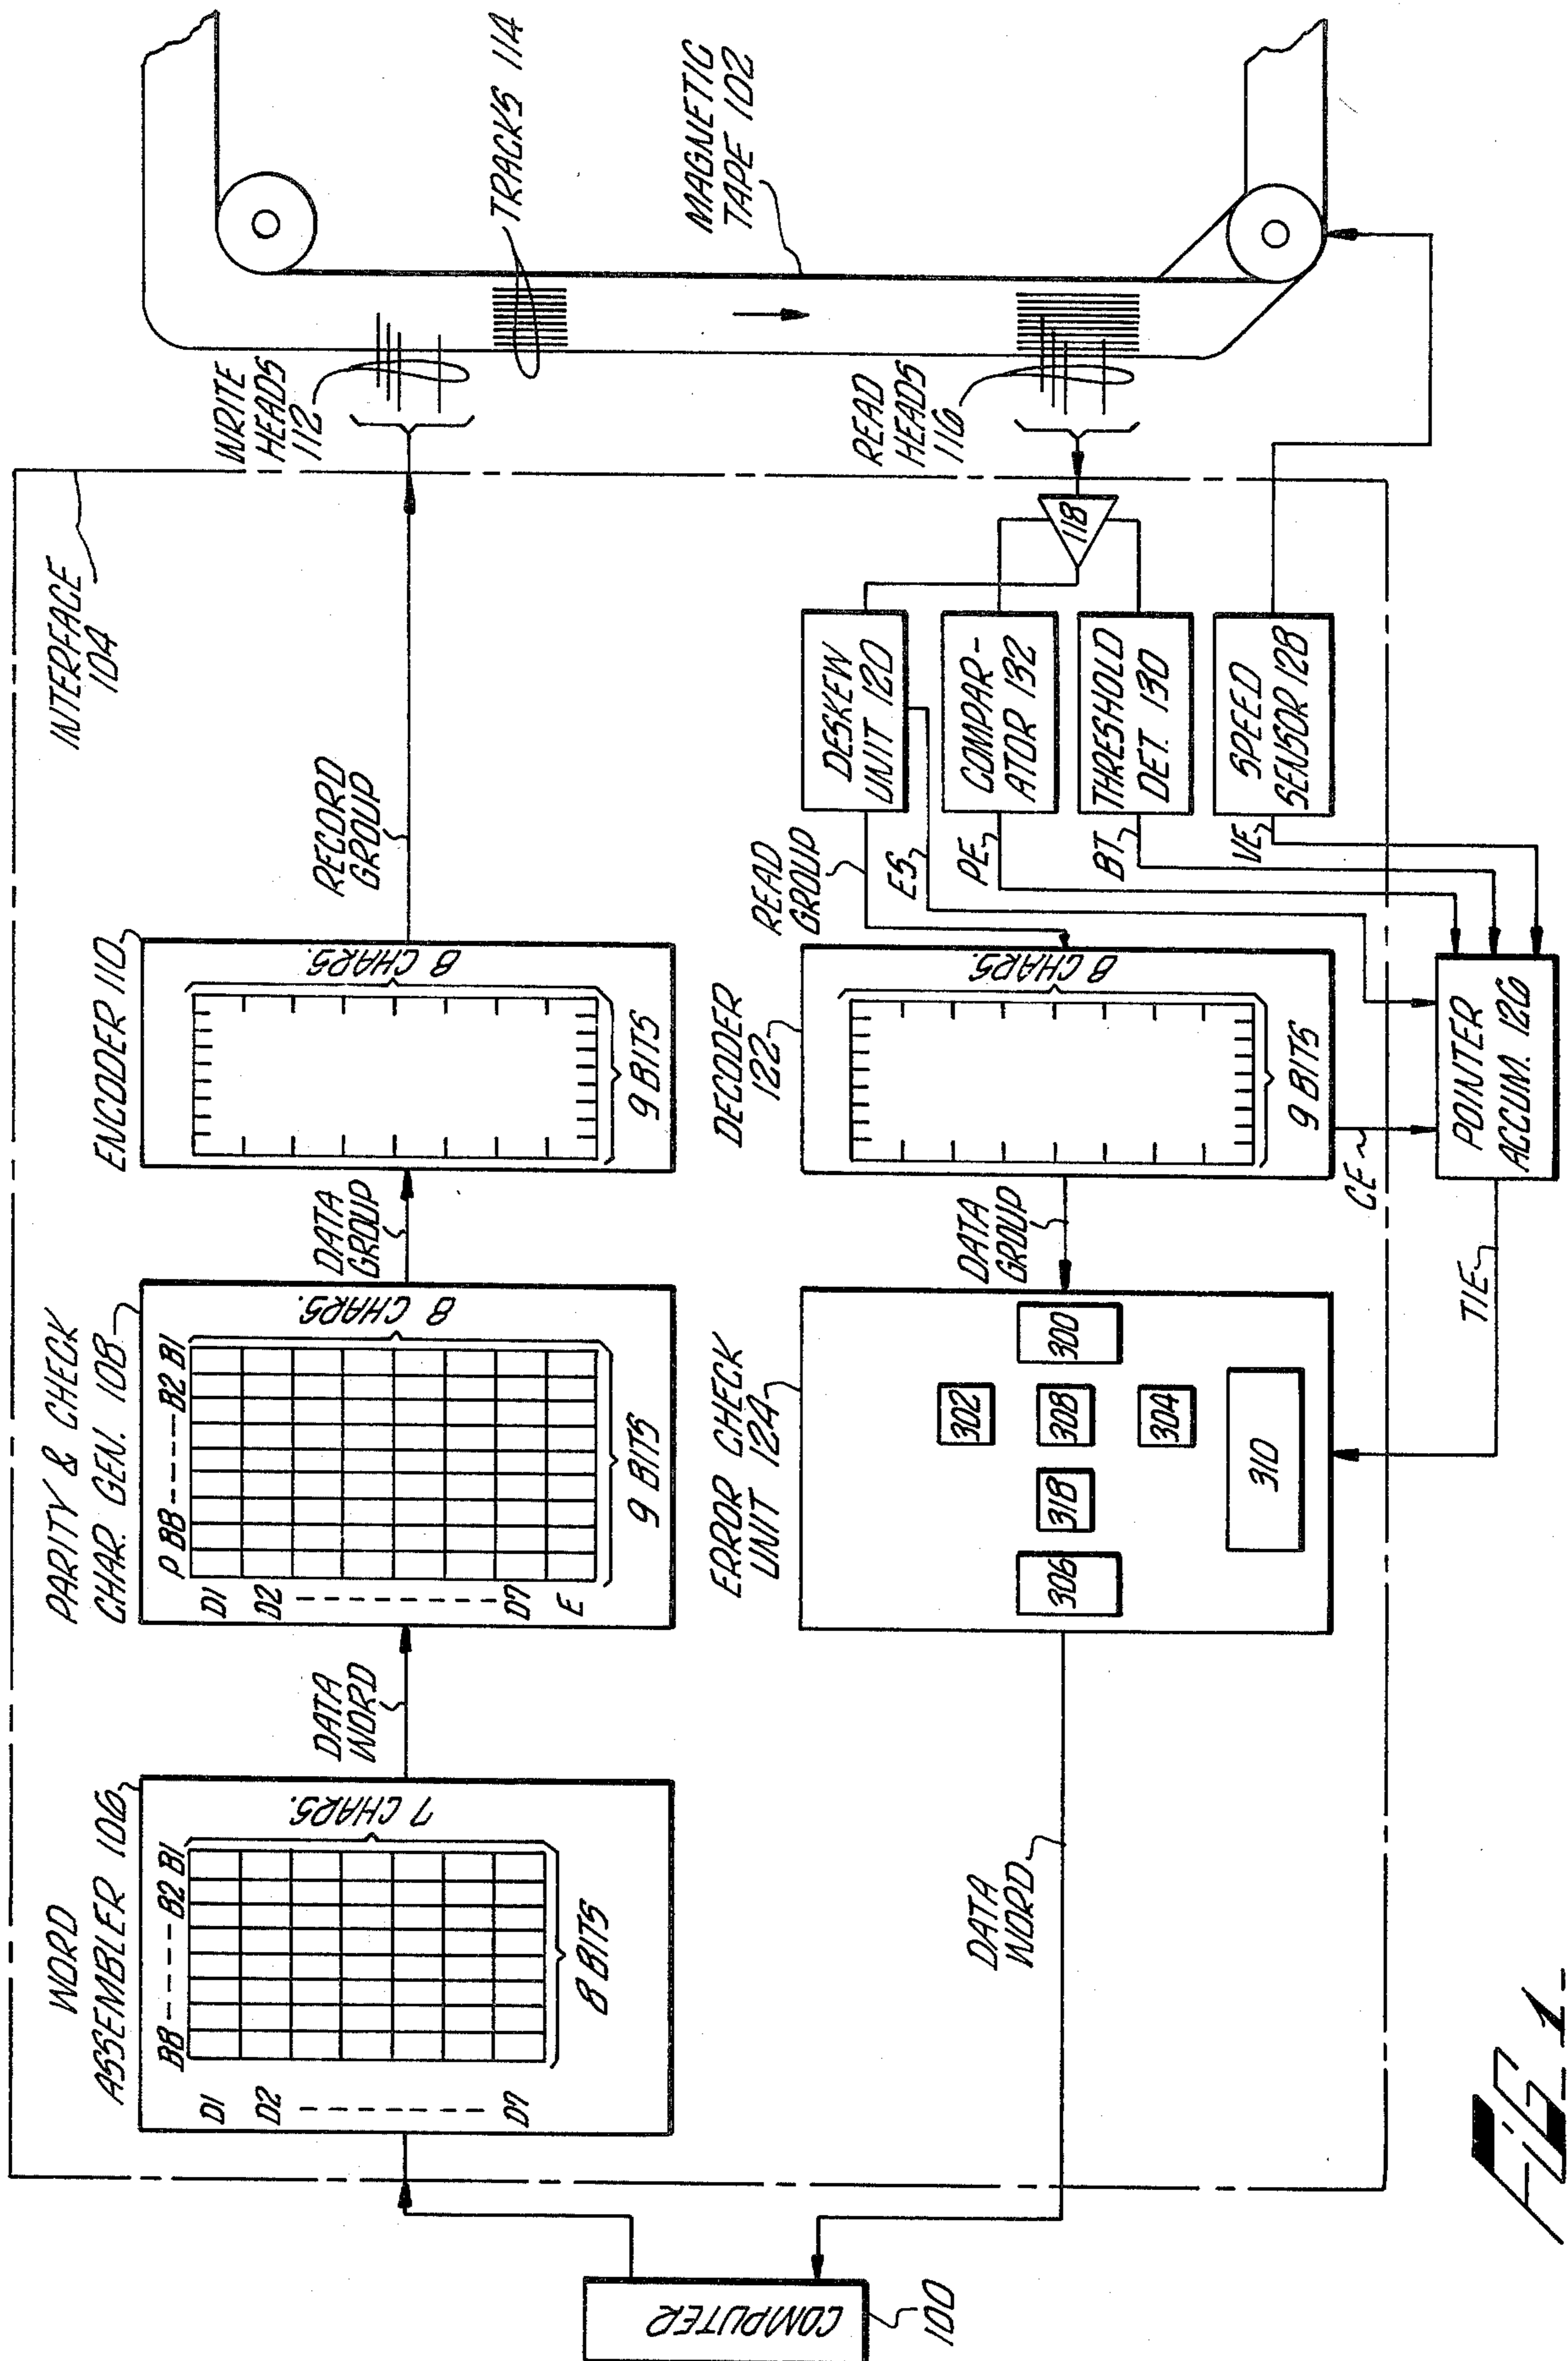 INTERFACE
104
WORD
ASSEMBLER 106
B8 ---- B2 B1
D1
D2
D7
7 CHARS.
8 BITS
DATA
WORD
PARITY & CHECK
CHAR. GEN. 108
P B8 ---- B2 B1
D1
D2
D7
E
8 CHARS.
9 BITS
DATA
GROUP
ENCODER 110
8 CHARS.
9 BITS
RECORD
GROUP
WRITE
HEADS
112
TRACKS 114
MAGNETIC
TAPE 102
READ
HEADS
116
118
DESKEW
UNIT 120
COMPAR-
ATOR 132
THRESHOLD
DET. 130
SPEED
SENSOR 128
READ
GROUP
ES
PE
BT
VE
DECODER
122
8 CHARS.
9 BITS
CE
POINTER
ACCUM. 126
TIE
DATA
GROUP
ERROR CHECK
UNIT 124
300
302
308
304
318
306
310
DATA
WORD
COMPUTER
100
FIG. 1.